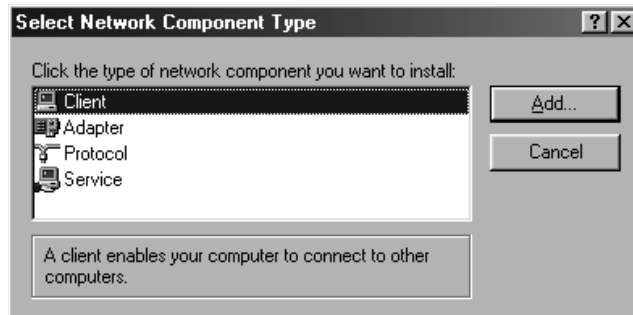 Select Network Component Type
Click the type of network component you want to install:
Client
Adapter
Protocol
Service
Add...
Cancel
A client enables your computer to connect to other
computers.